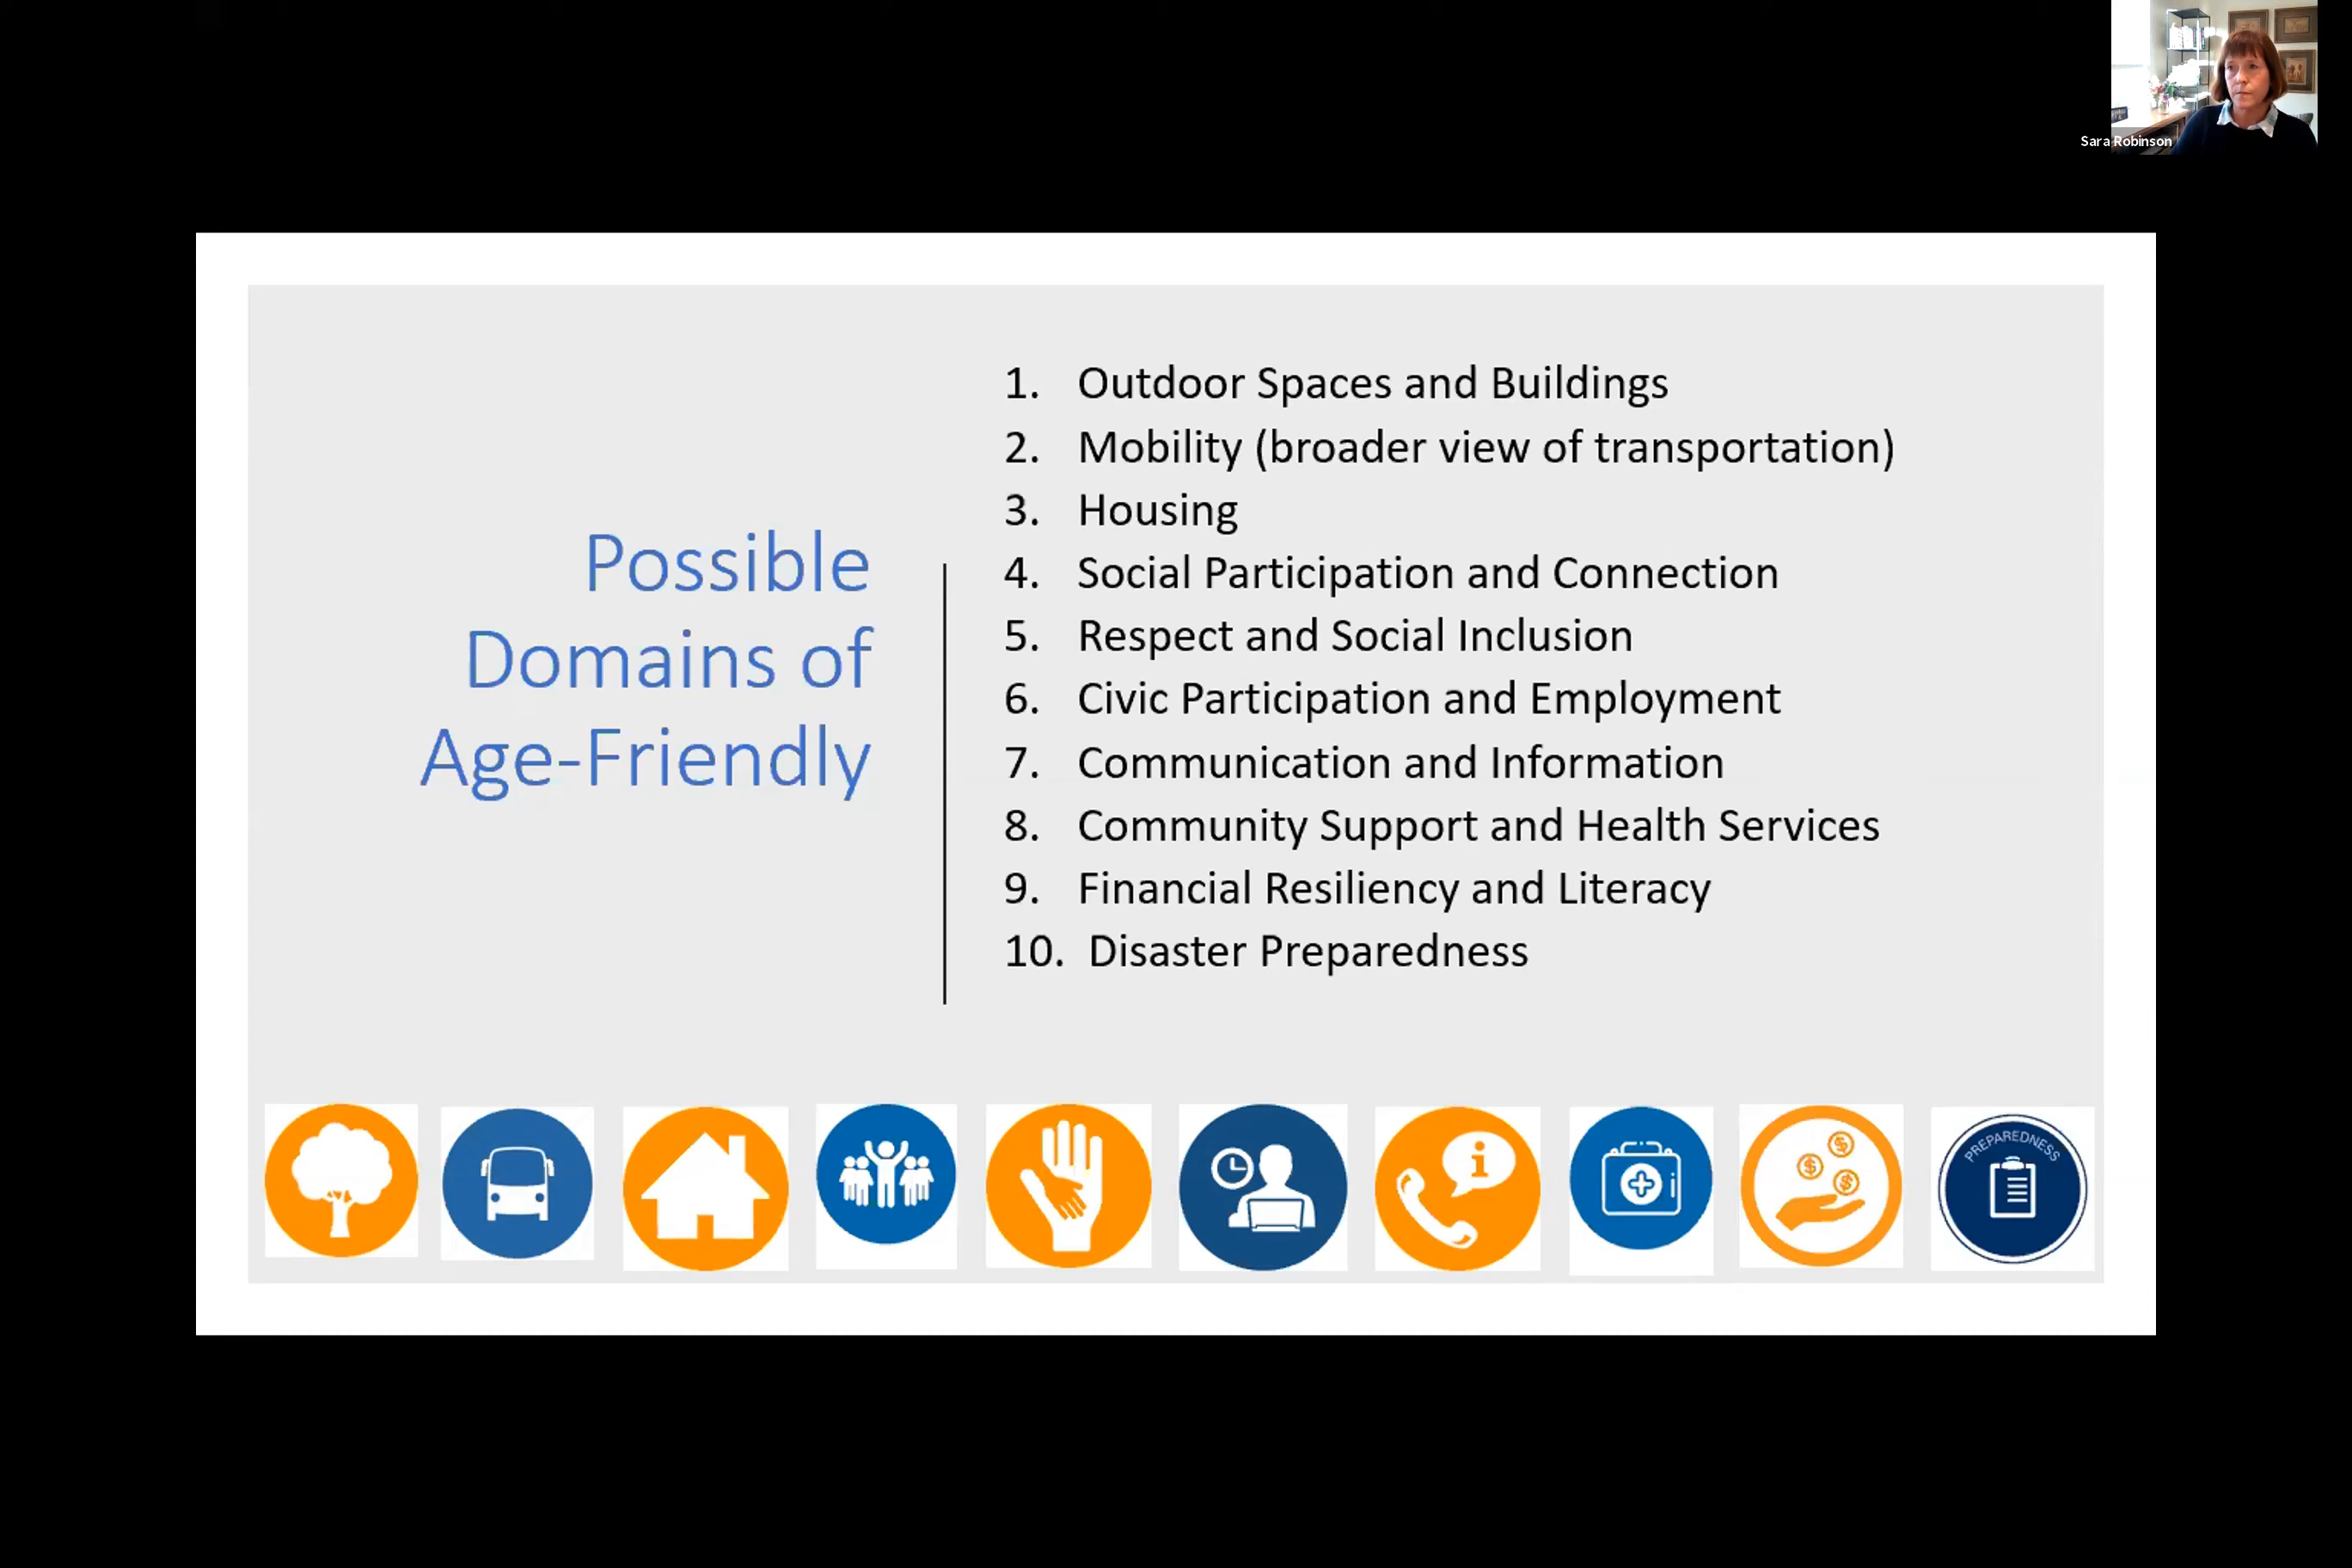 Sara Robinson
Possible
Domains of
Age-Friendly
1. Outdoor Spaces and Buildings
2. Mobility (broader view of transportation)
3. Housing
4. Social Participation and Connection
5. Respect and Social Inclusion
6. Civic Participation and Employment
7. Communication and Information
8. Community Support and Health Services
9. Financial Resiliency and Literacy
10. Disaster Preparedness
i
$
$
$
PREPAREDNESS